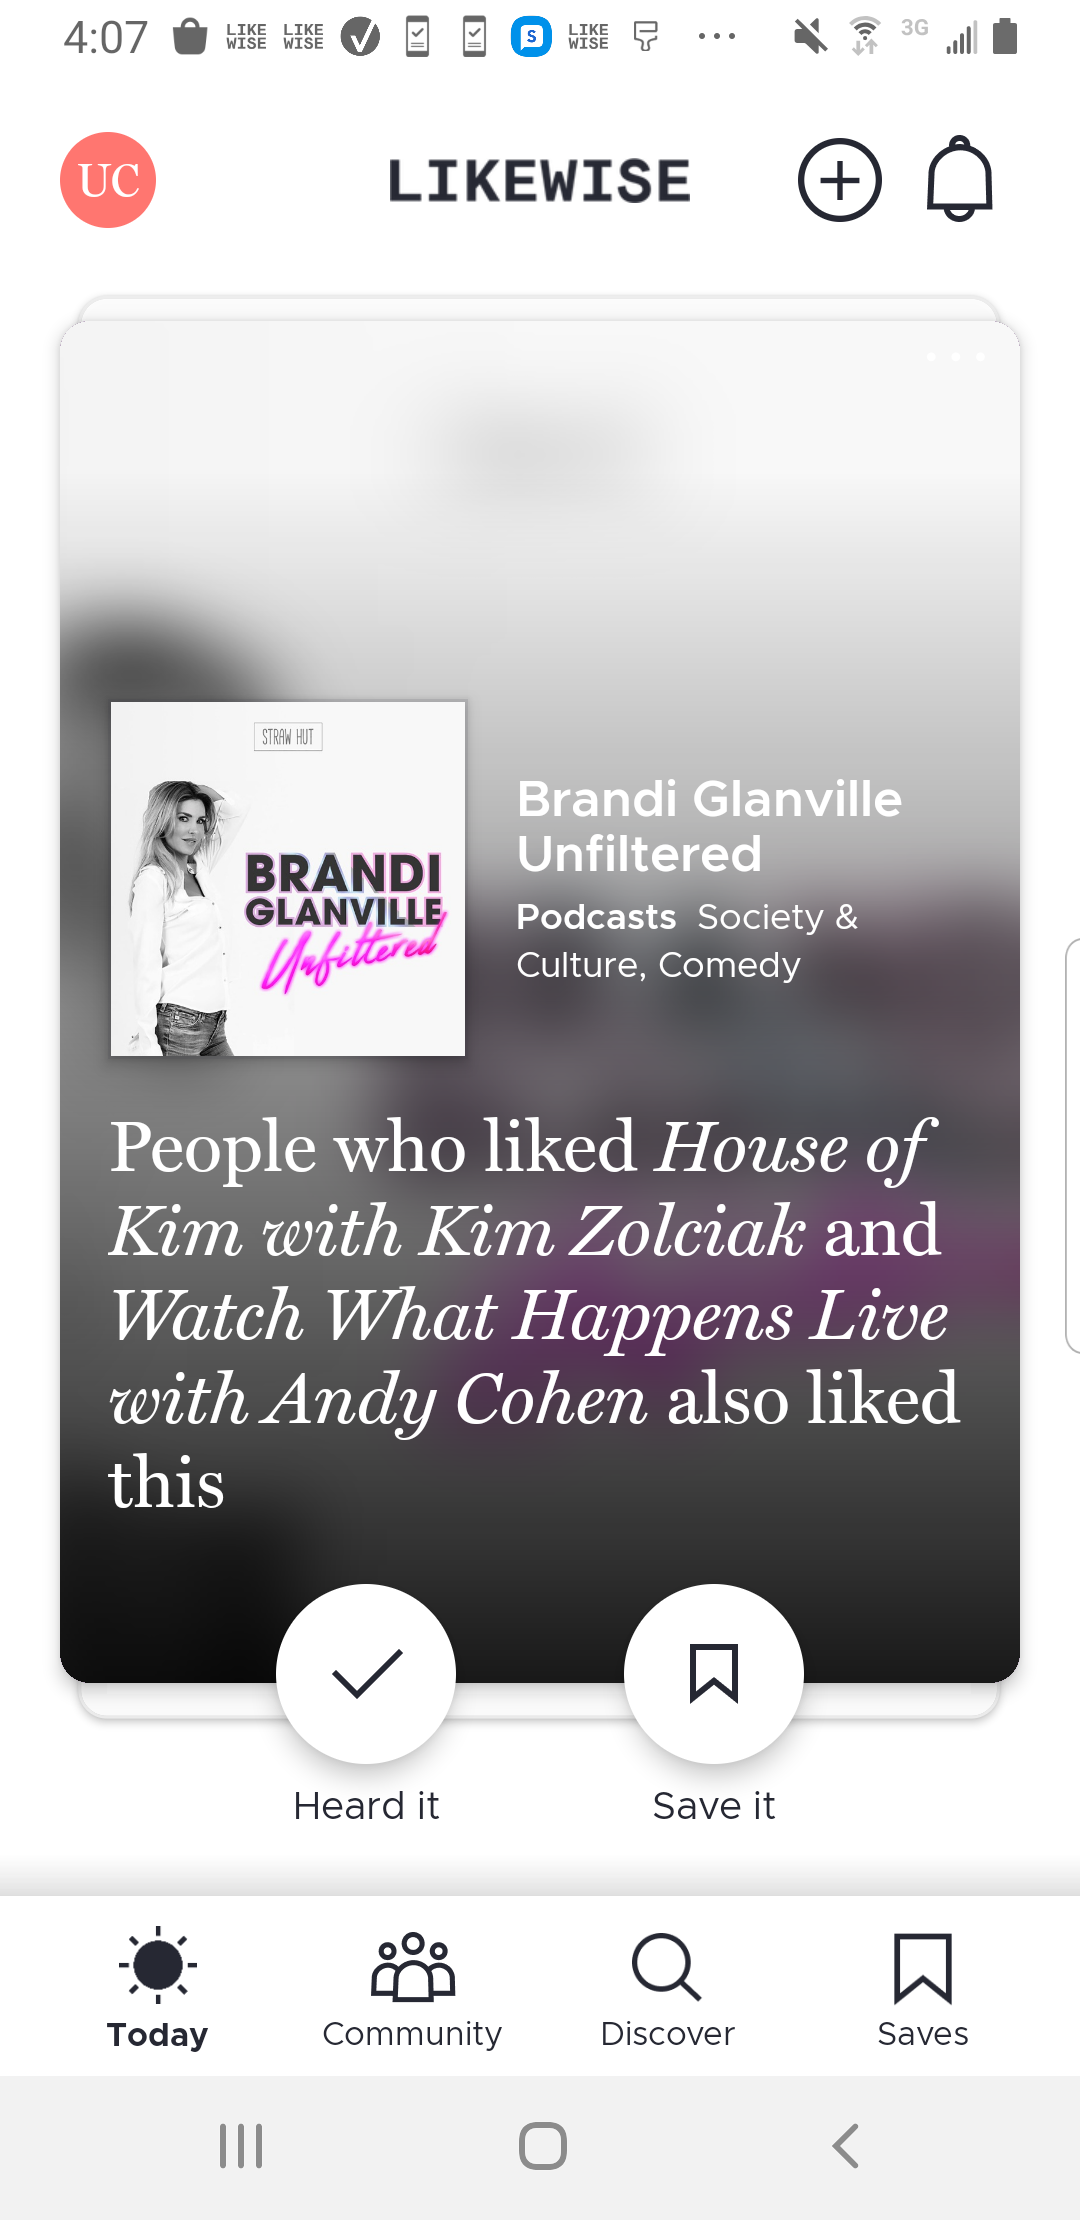 4:07
LIKE
WISE
LIKE
WISE
S
LIKE
WISE
3G
UC
LIKEWISE
STRAW HUT
BRANDI
GLANVILLE
Unfiltered
Brandi Glanville
Unfiltered
Podcasts Society &
Culture, Comedy
People who liked House of
Kim with Kim Zolciak and
Watch What Happens Live
with Andy Cohen also liked
this
Heard it
Save it
Today
Community
Discover
Saves